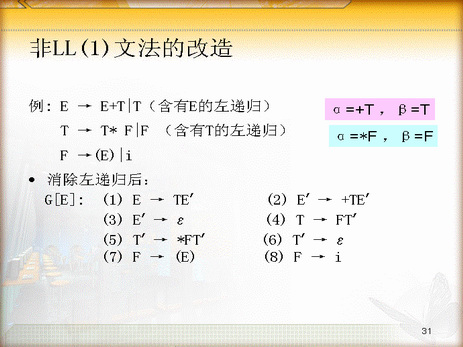 非LL(1)文法的改造
例: E → E+T|T (含有E的左递归)
α=+T , β=T
T → T* F|F (含有T的左递归)
α=*F , β=F
F →(E)|i
• 消除左递归后:
G[E]: (1) E → TE′ (2) E′ → +TE′
(3) E′ → ε (4) T → FT′
(5) T′ → *FT′ (6) T′ → ε
(7) F → (E) (8) F → i
31